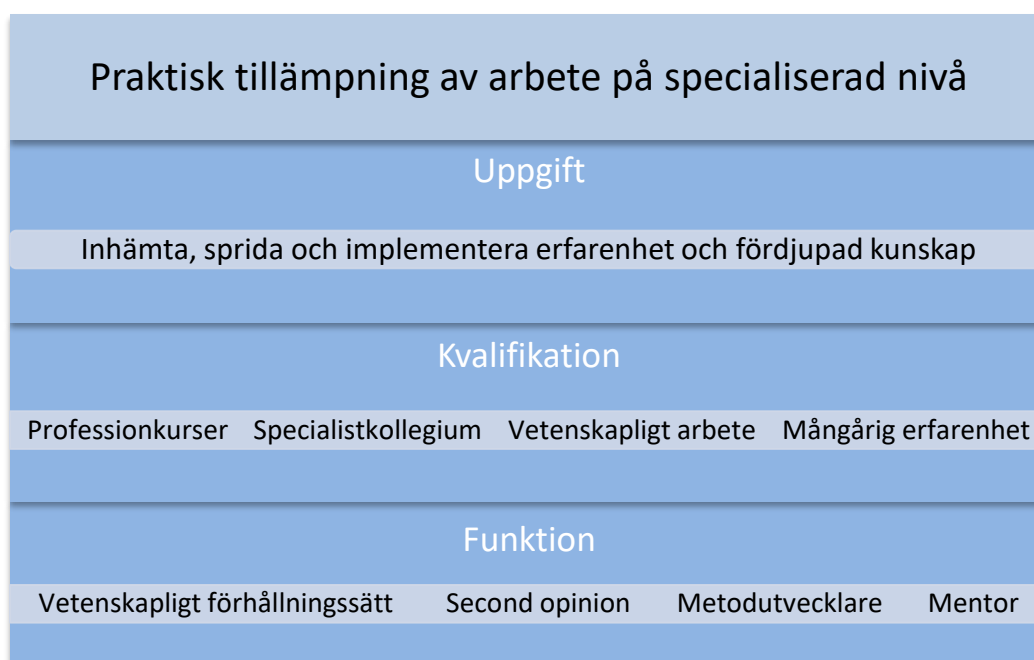 Praktisk tillämpning av arbete på specialiserad nivå
Uppgift
Inhämta, sprida och implementera erfarenhet och fördjupad kunskap
Kvalifikation
Professionkurser Specialistkollegium Vetenskapligt arbete Mångårig erfarenhet
Funktion
Vetenskapligt förhållningssätt Second opinion Metodutvecklare Mentor